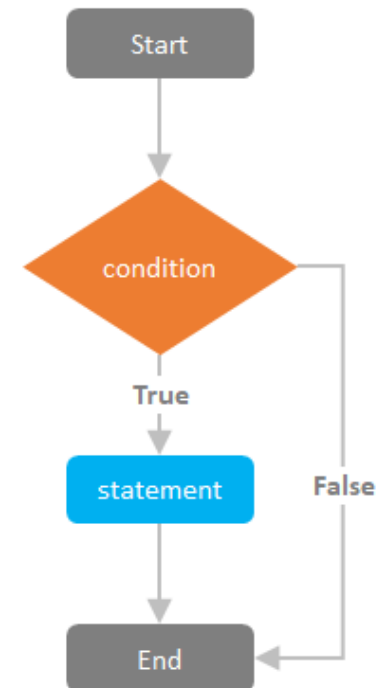 Start
condition
True
statement
False
End